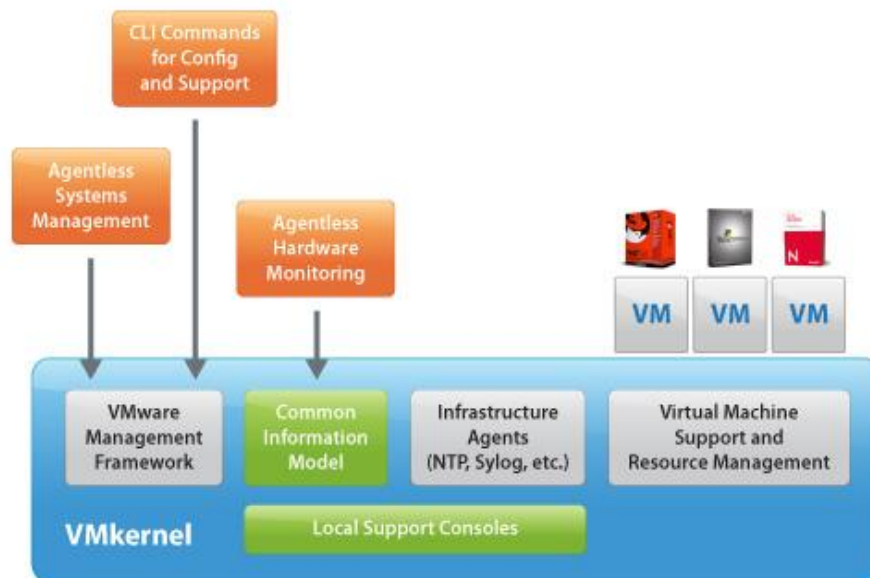 CLI Commands
for Config
and Support
Agentless
Systems
Management
Agentless
Hardware
Monitoring
N
VM
VM
VM
VMware
Management
Framework
Common
Information
Model
Infrastructure
Agents
(NTP, Sylog, etc.)
Virtual Machine
Support and
Resource Management
Local Support Consoles
VMkernel